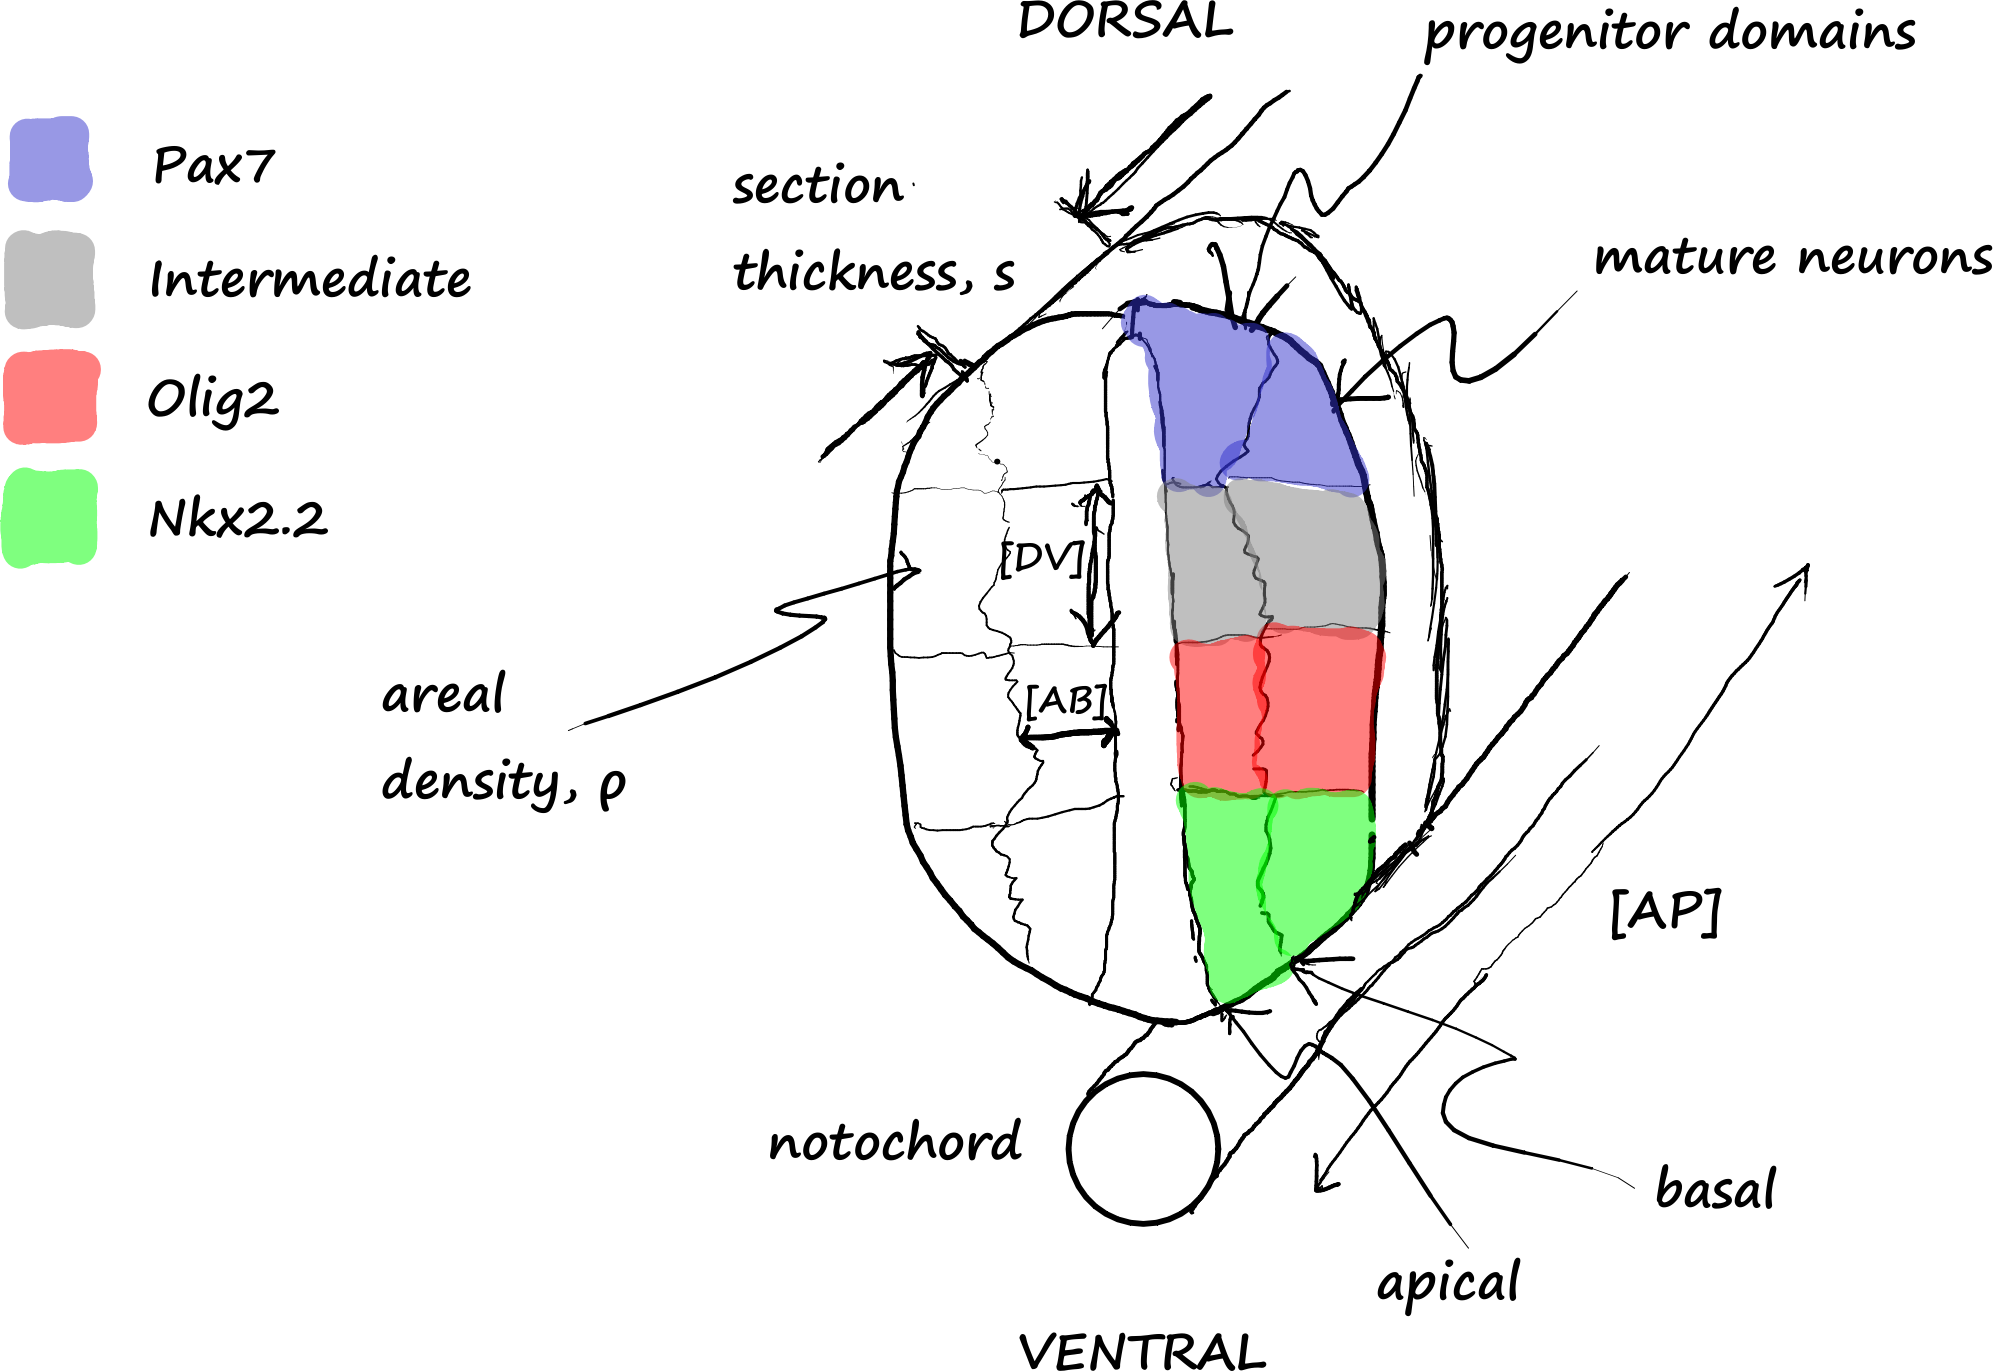 DORSAL
progenitor domains
Pax7
section
mature neurons
Intermediate
thickness, s
Olig2
Nkx2.2
[DV]
areal
[AB]
density, ρ
[AP]
notochord
basal
apical
VENTRAL